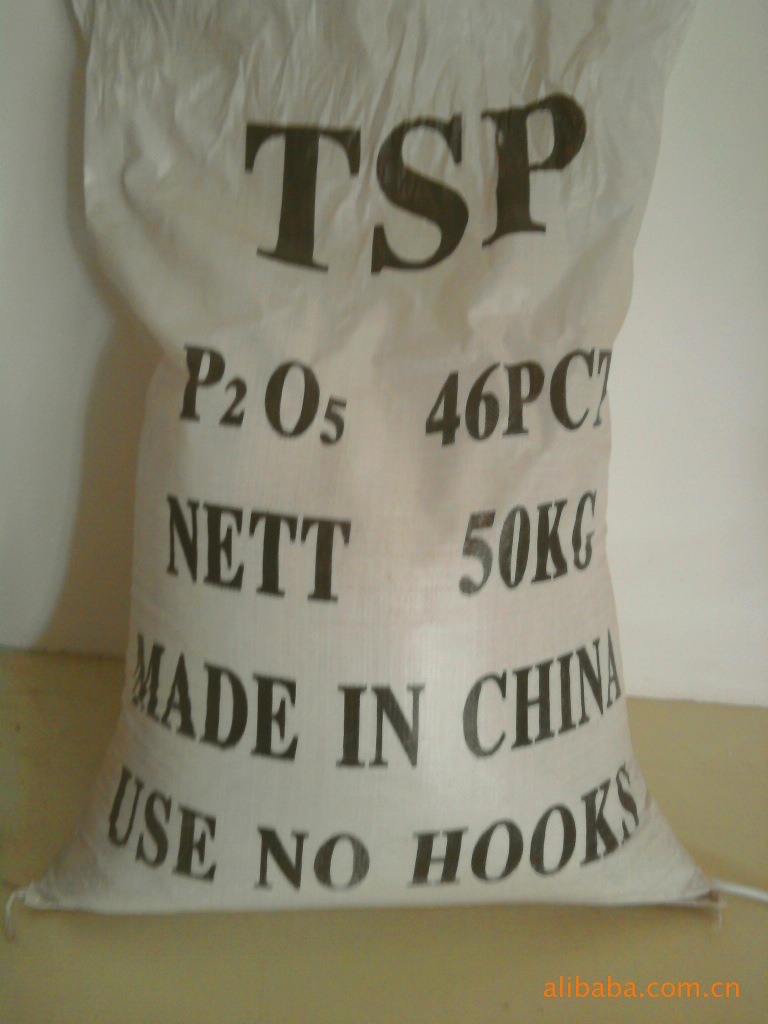 TSP
P₂O₅ 46PCT
NETT 50KG
MADE IN CHINA
USE NO HOOKS
alibaba.com.cn